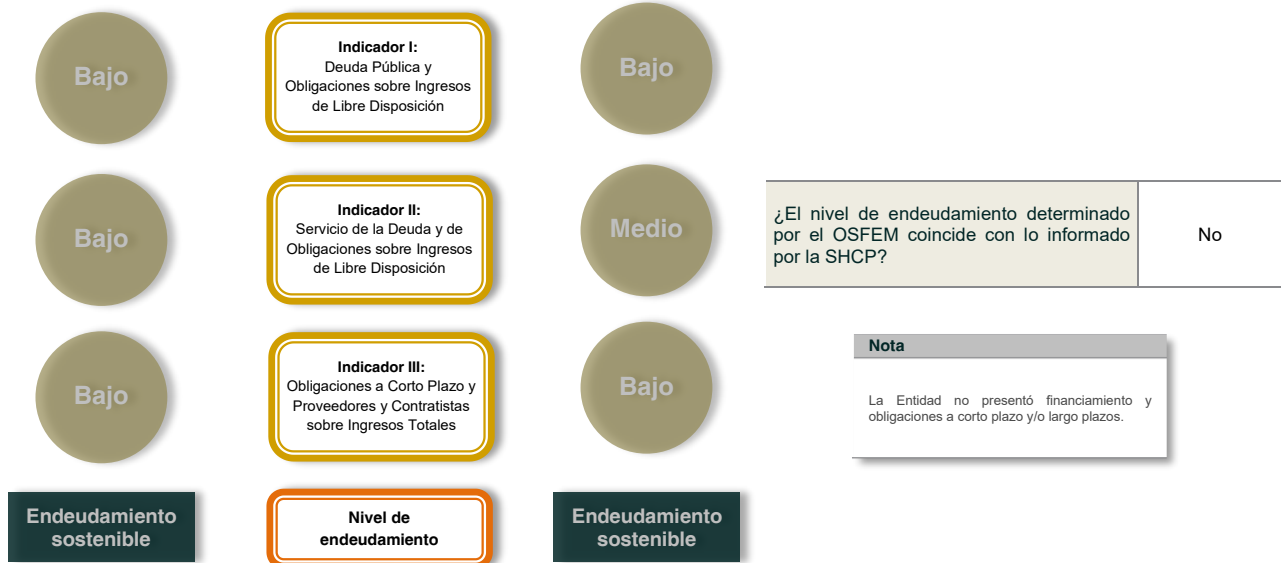 Bajo
Indicador I:
Deuda Pública y
Obligaciones sobre Ingresos
de Libre Disposición
Bajo
Bajo
Indicador II:
Servicio de la Deuda y de
Obligaciones sobre Ingresos
de Libre Disposición
Medio
¿El nivel de endeudamiento determinado
por el OSFEM coincide con lo informado
por la SHCP?
No
Bajo
Indicador III:
Obligaciones a Corto Plazo y
Proveedores y Contratistas
sobre Ingresos Totales
Bajo
Nota
La Entidad no presentó financiamiento y
obligaciones a corto plazo y/o largo plazos.
Endeudamiento
sostenible
Nivel de
endeudamiento
Endeudamiento
sostenible